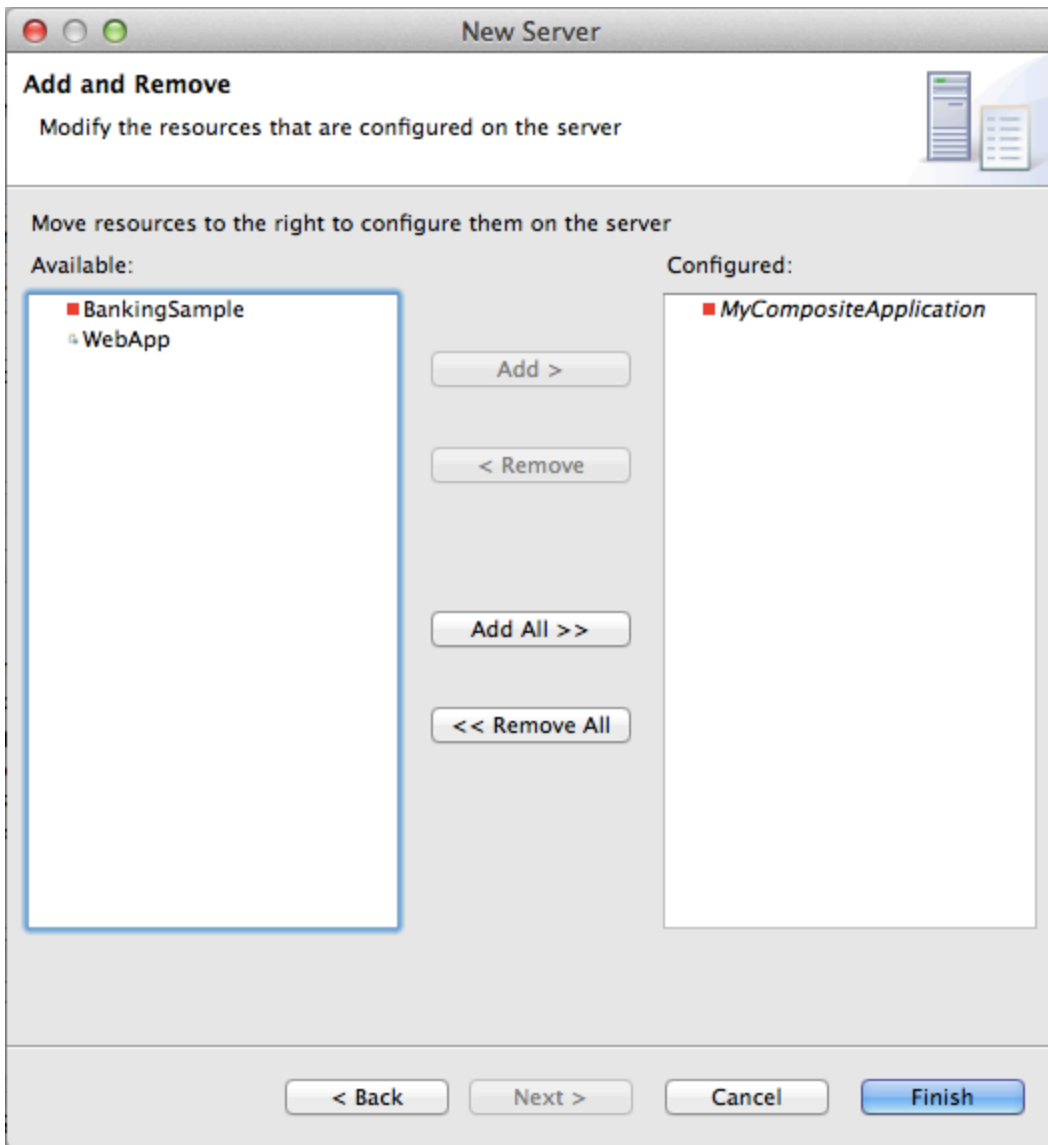 New Server
Add and Remove
Modify the resources that are configured on the server
Move resources to the right to configure them on the server
Available:
Configured:
BankingSample
MyCompositeApplication
WebApp
Add >
< Remove
Add All >>
<< Remove All
< Back
Next >
Cancel
Finish